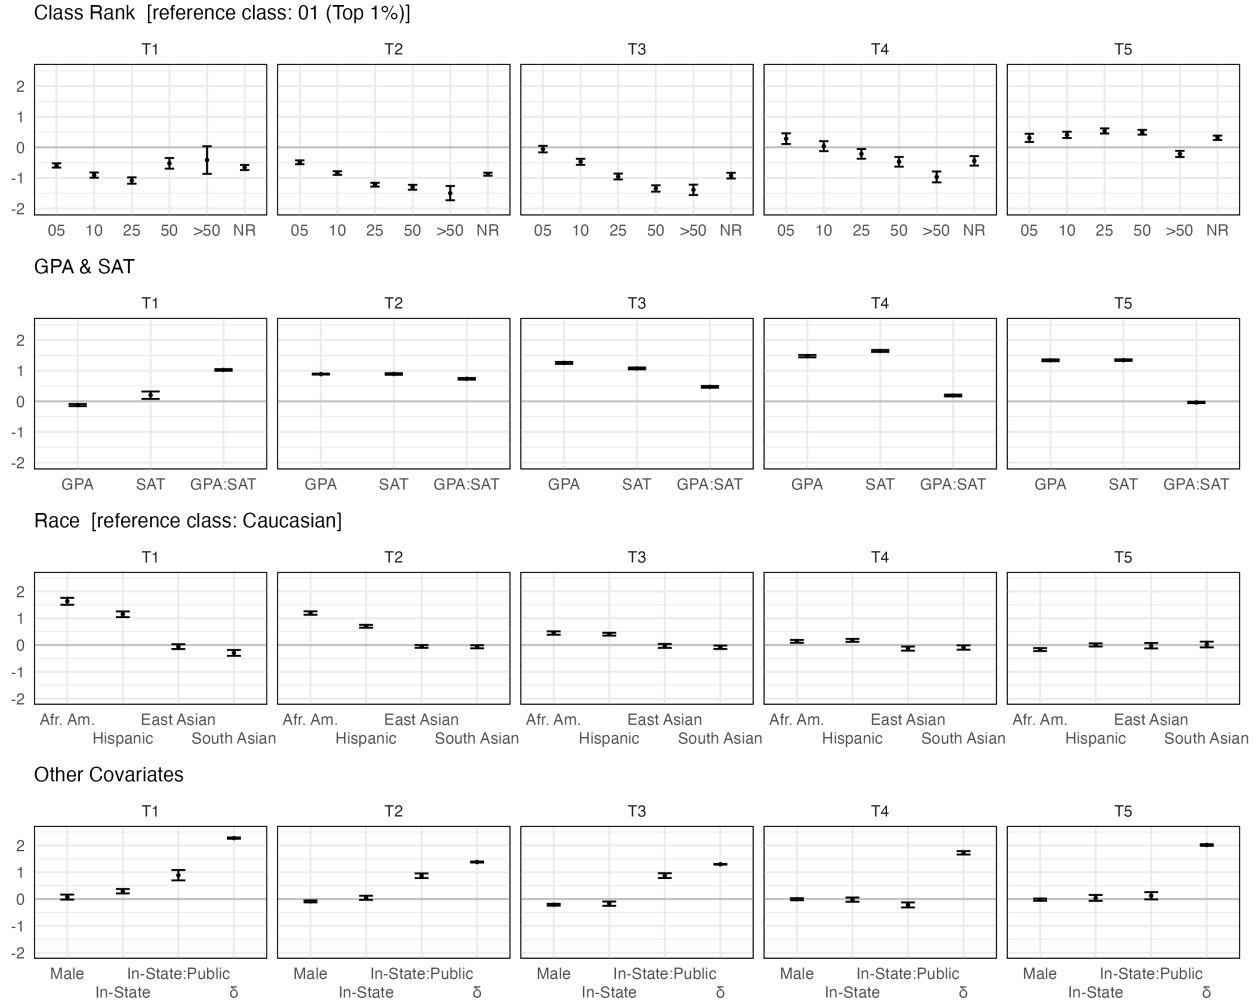 Class Rank [reference class: 01 (Top 1%)]
T1 T2 T3 T4 T5
2
1
0
-1
-2
05 10 25 50 >50 NR 05 10 25 50 >50 NR 05 10 25 50 >50 NR 05 10 25 50 >50 NR 05 10 25 50 >50 NR
GPA & SAT
T1 T2 T3 T4 T5
2
1
0
-1
-2
GPA SAT GPA:SAT GPA SAT GPA:SAT GPA SAT GPA:SAT GPA SAT GPA:SAT GPA SAT GPA:SAT
Race [reference class: Caucasian]
T1 T2 T3 T4 T5
2
1
0
-1
-2
Afr. Am. East Asian Afr. Am. East Asian Afr. Am. East Asian Afr. Am. East Asian Afr. Am. East Asian
Hispanic South Asian Hispanic South Asian Hispanic South Asian Hispanic South Asian Hispanic South Asian
Other Covariates
T1 T2 T3 T4 T5
2
1
0
-1
-2
Male In-State:Public Male In-State:Public Male In-State:Public Male In-State:Public Male In-State:Public
In-State δ In-State δ In-State δ In-State δ In-State δ